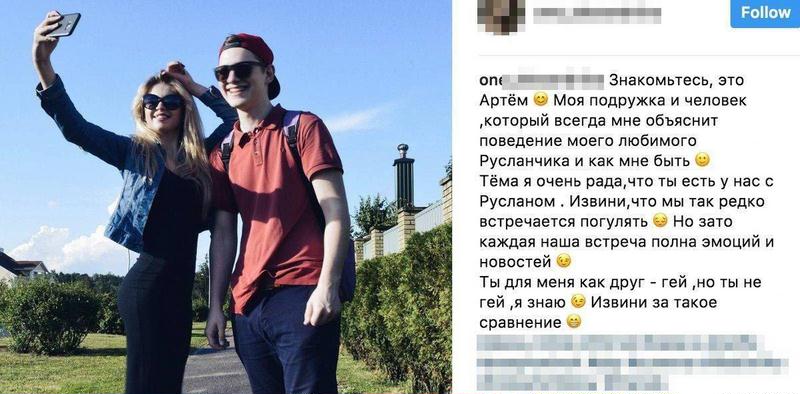 Follow
one Знакомьтесь, это
Артём 😊 Моя подружка и человек
,который всегда мне объяснит
поведение моего любимого
Русланчика и как мне быть 🙂
Тёма я очень рада,что ты есть у нас с
Русланом . Извини,что мы так редко
встречается погулять 😔 Но зато
каждая наша встреча полна эмоций и
новостей 😉
Ты для меня как друг - гей ,но ты не
гей ,я знаю 😉 Извини за такое
сравнение 😁